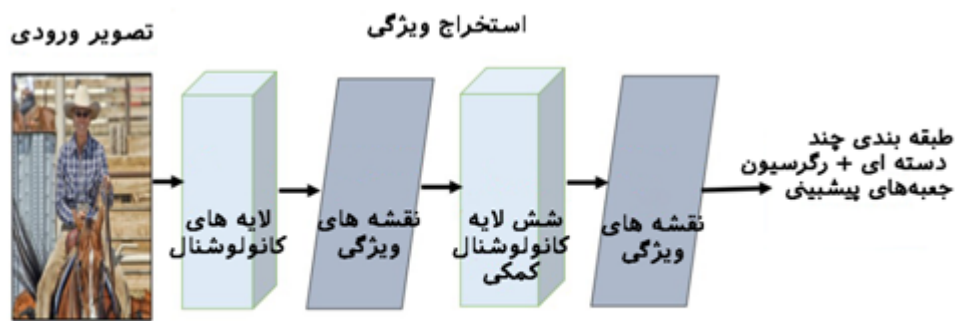 تصویر ورودی
استخراج ویژگی
لایه های
کانولوشنال
نقشه های
ویژگی
شش لایه
کانولوشنال
کمکی
نقشه های
ویژگی
طبقه بندی چند
دسته ای + رگرسیون
جعبه‌های پیشبینی